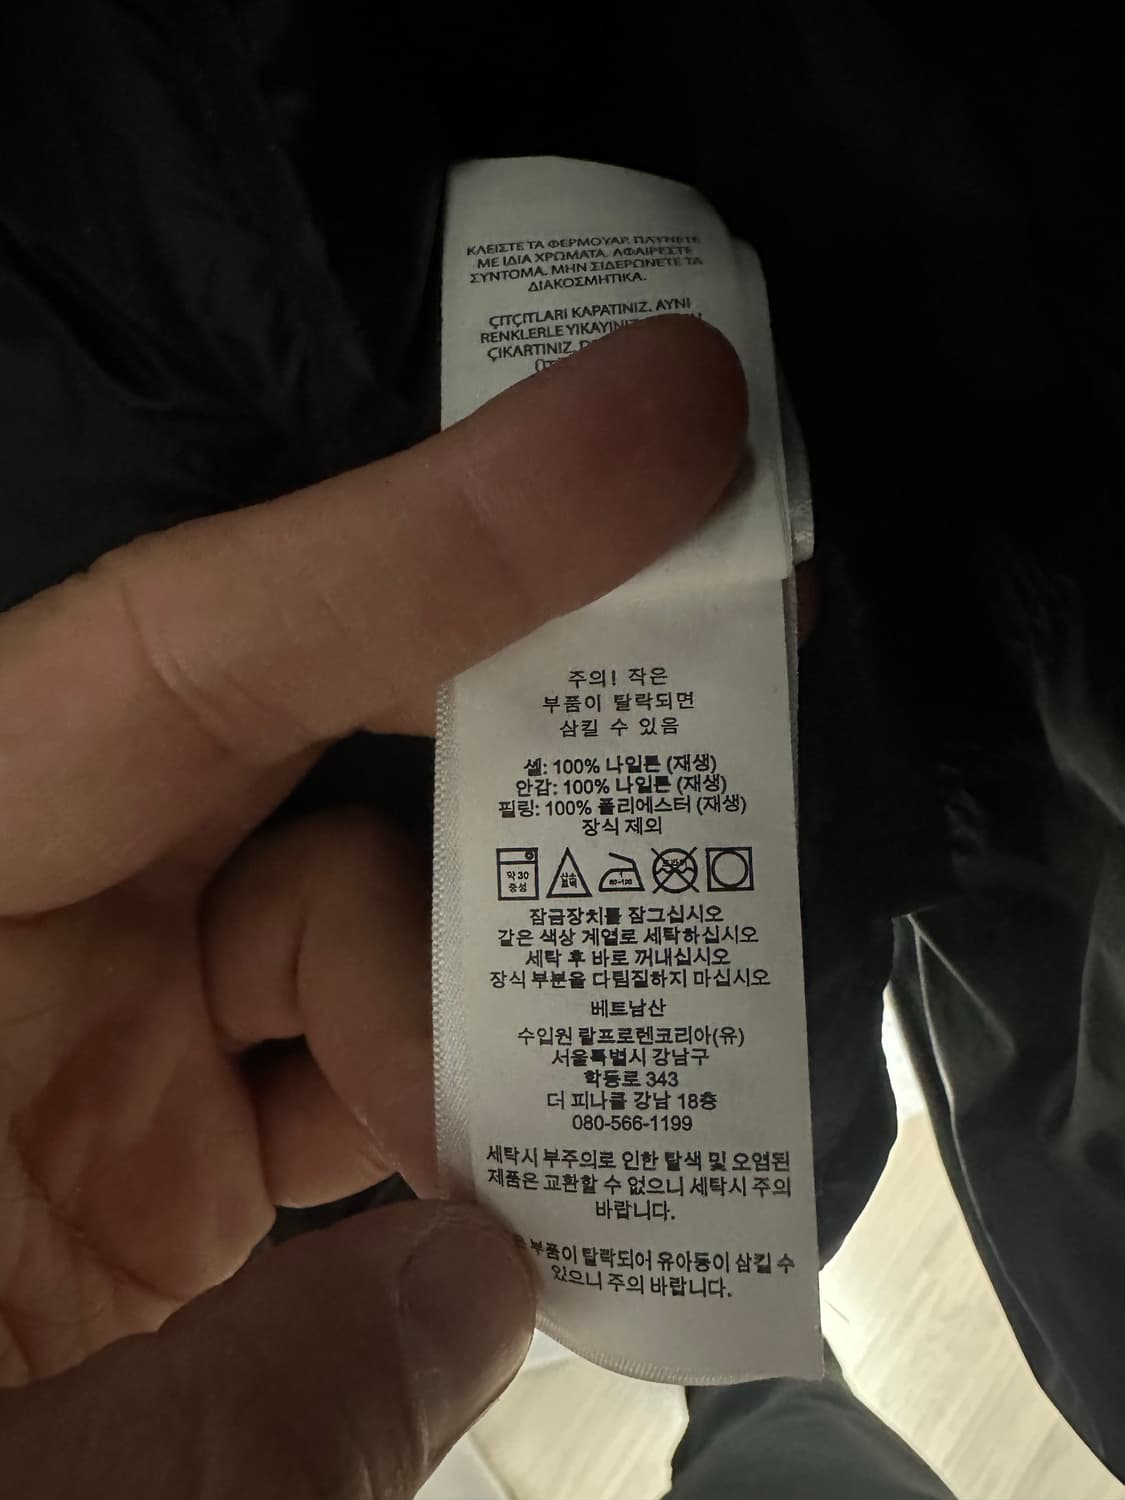 ΚΛΕΙΣΤΕ ΤΑ ΦΕΡΜΟΥΑΡ. ΠΛΥΝΕΤΕ
ΜΕ ΙΔΙΑ ΧΡΩΜΑΤΑ. ΑΦΑΙΡΕΣΤΕ
ΣΥΝΤΟΜΑ. ΜΗΝ ΣΙΔΕΡΩΝΕΤΕ ΤΑ
ΔΙΑΚΟΣΜΗΤΙΚΑ.
ÇITÇITLARI KAPATINIZ. AYNI
RENKLERLE YIKAYINIZ
ÇIKARTINIZ.
주의! 작은
부품이 탈락되면
삼킬 수 있음
쉘: 100% 나일론 (재생)
안감: 100% 나일론 (재생)
필링: 100% 폴리에스터 (재생)
장식 제외
약 30
중성
산소
표백
80-120
드라이
잠금장치를 잠그십시오
같은 색상 계열로 세탁하십시오
세탁 후 바로 꺼내십시오
장식 부분을 다림질하지 마십시오
베트남산
수입원 랄프로렌코리아(유)
서울특별시 강남구
학동로 343
더 피나클 강남 18층
080-566-1199
세탁시 부주의로 인한 탈색 및 오염된
제품은 교환할 수 없으니 세탁시 주의
바랍니다.
부품이 탈락되어 유아등이 삼킬 수
있으니 주의 바랍니다.